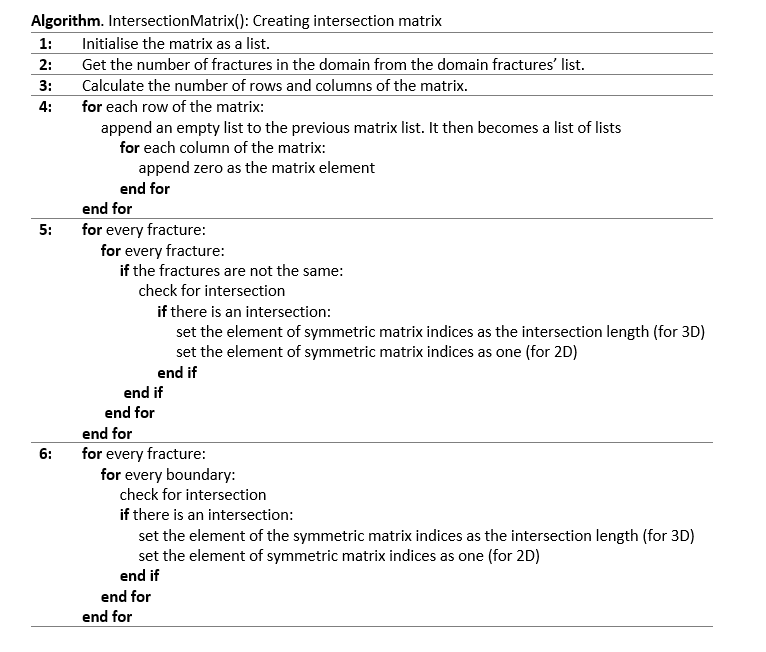 Algorithm. IntersectionMatrix(): Creating intersection matrix
1: Initialise the matrix as a list.
2: Get the number of fractures in the domain from the domain fractures’ list.
3: Calculate the number of rows and columns of the matrix.
4: for each row of the matrix:
append an empty list to the previous matrix list. It then becomes a list of lists
for each column of the matrix:
append zero as the matrix element
end for
end for
5: for every fracture:
for every fracture:
if the fractures are not the same:
check for intersection
if there is an intersection:
set the element of symmetric matrix indices as the intersection length (for 3D)
set the element of symmetric matrix indices as one (for 2D)
end if
end if
end for
end for
6: for every fracture:
for every boundary:
check for intersection
if there is an intersection:
set the element of the symmetric matrix indices as the intersection length (for 3D)
set the element of symmetric matrix indices as one (for 2D)
end if
end for
end for